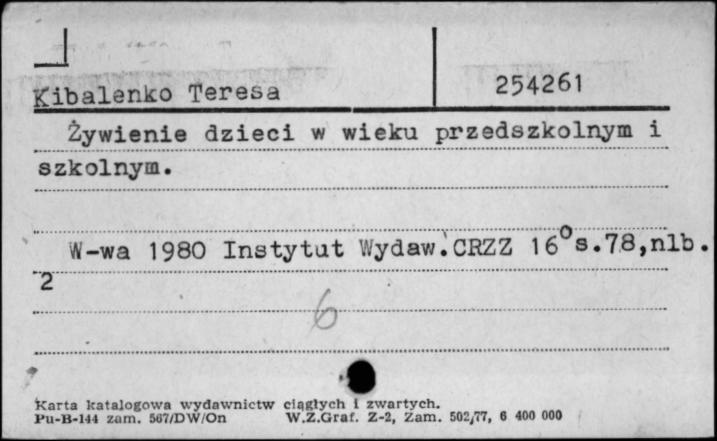 Kibalenko Teresa 254261
Żywienie dzieci w wieku przedszkolnym i
szkolnym.
W-wa 1980 Instytut Wydaw. CRZZ 16° s.78,nlb.
2
6
Karta katalogowa wydawnictw ciągłych i zwartych.
Pu-B-144 zam. 567/DW/On W.Z.Graf. Z-2, Zam. 502/77, 6 400 000